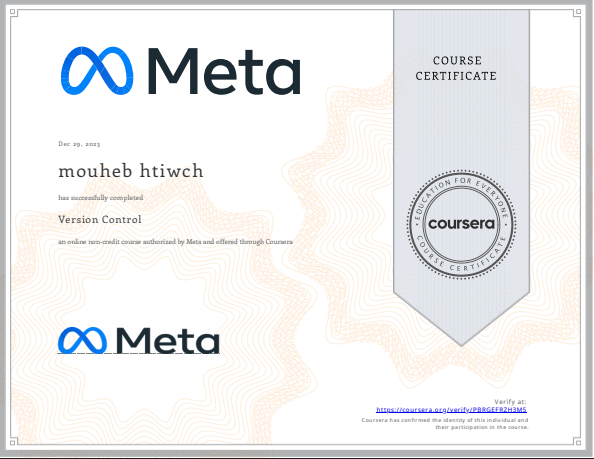 Meta
COURSE
CERTIFICATE
Dec 29, 2023
mouheb htiwch
has successfully completed
Version Control
an online non-credit course authorized by Meta and offered through Coursera
EDUCATION FOR EVERYONE
coursera
COURSE CERTIFICATE
Meta
Verify at:
https://coursera.org/verify/PBRGEFRZH3M5
Coursera has confirmed the identity of this individual and
their participation in the course.